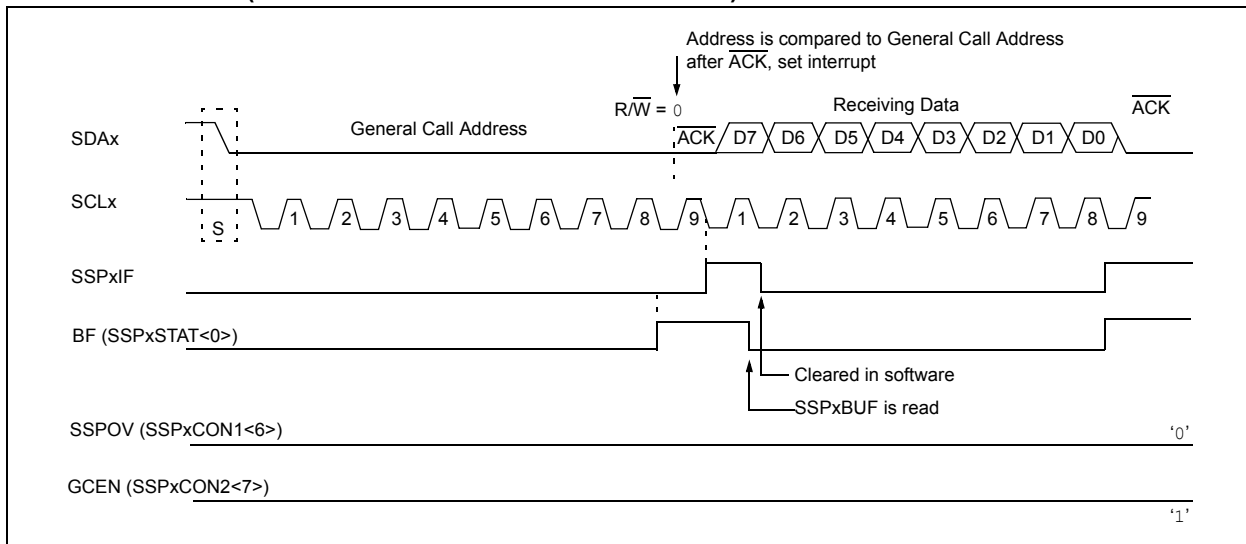 Address is compared to General Call Address
after ACK, set interrupt
R/W = 0
Receiving Data
ACK
General Call Address
SDAx
ACK D7 D6 D5 D4 D3 D2 D1 D0
SCLx
S
1 2 3 4 5 6 7 8 9 1 2 3 4 5 6 7 8 9
SSPxIF
BF (SSPxSTAT<0>)
Cleared in software
SSPxBUF is read
SSPOV (SSPxCON1<6>)
‘0’
GCEN (SSPxCON2<7>)
‘1’